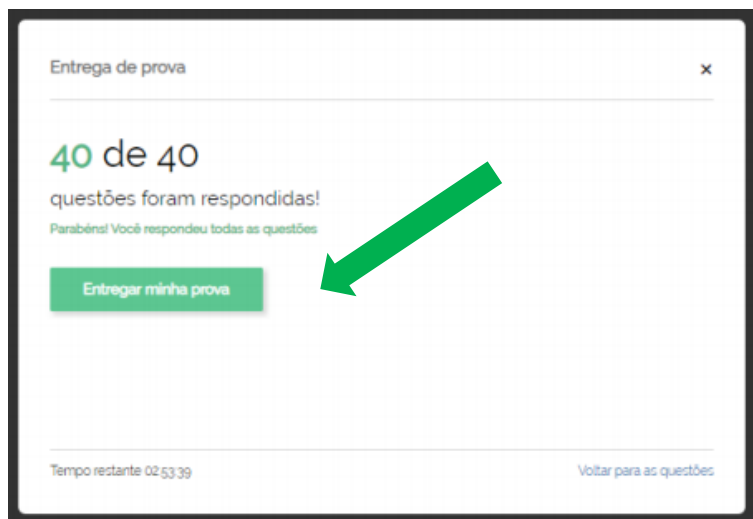 Entrega de prova ×
40 de 40
questões foram respondidas!
Parabéns! Você respondeu todas as questões
Entregar minha prova
Tempo restante 02:53:39
Voltar para as questões